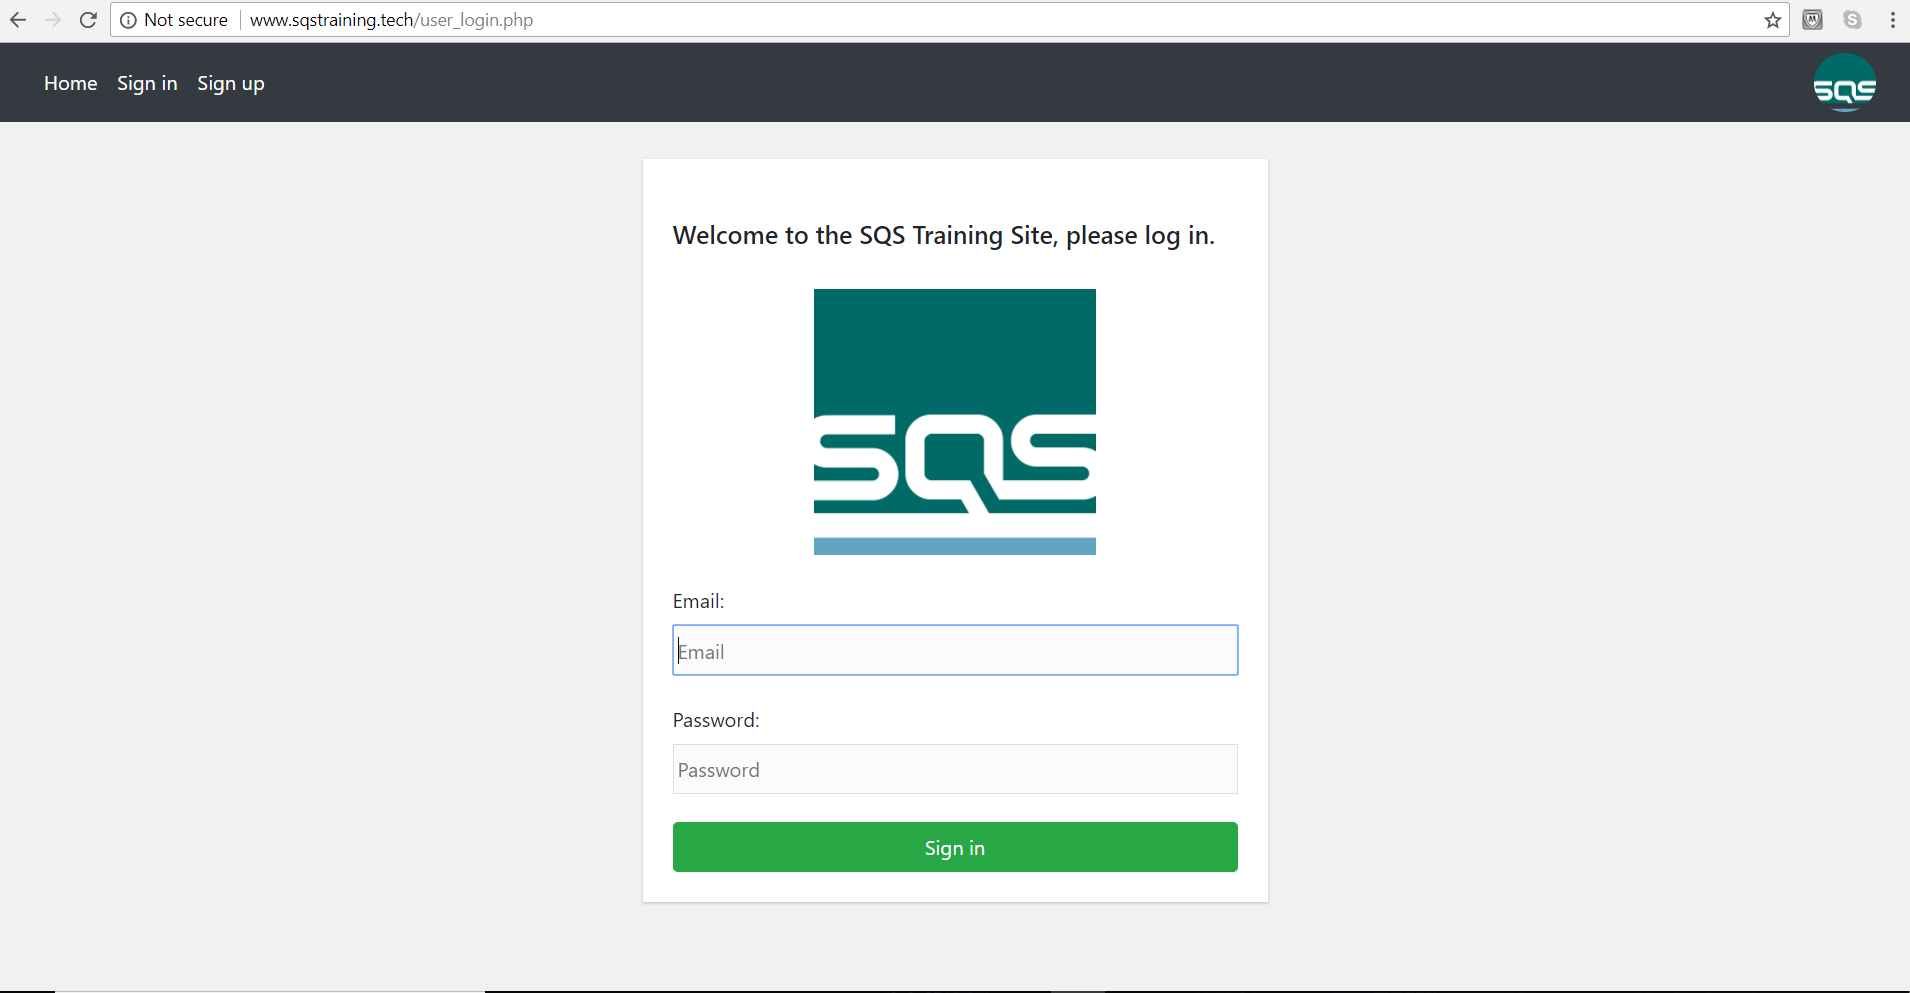 Not secure www.sqstraining.tech/user_login.php
Home Sign in Sign up
SQS
Welcome to the SQS Training Site, please log in.
SQS
Email:
Email
Password:
Password
Sign in